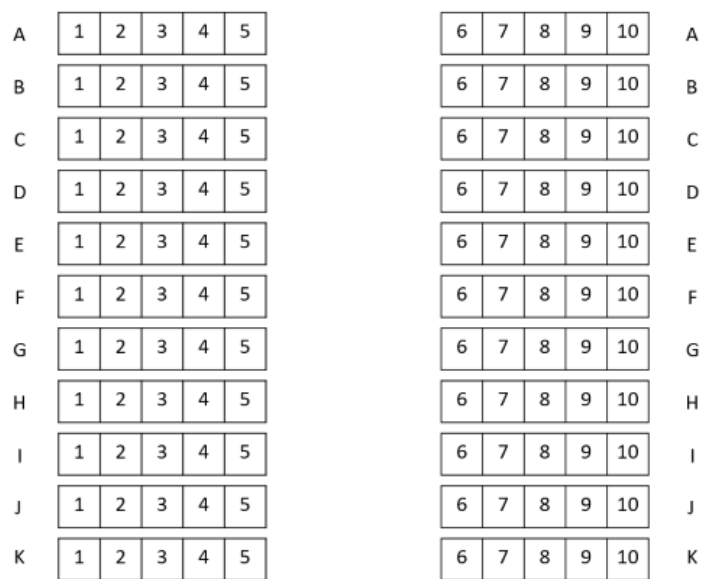 A 1 2 3 4 5 6 7 8 9 10 A
B 1 2 3 4 5 6 7 8 9 10 B
C 1 2 3 4 5 6 7 8 9 10 C
D 1 2 3 4 5 6 7 8 9 10 D
E 1 2 3 4 5 6 7 8 9 10 E
F 1 2 3 4 5 6 7 8 9 10 F
G 1 2 3 4 5 6 7 8 9 10 G
H 1 2 3 4 5 6 7 8 9 10 H
I 1 2 3 4 5 6 7 8 9 10 I
J 1 2 3 4 5 6 7 8 9 10 J
K 1 2 3 4 5 6 7 8 9 10 K